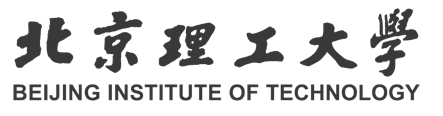 北京理工大學
BEIJING INSTITUTE OF TECHNOLOGY